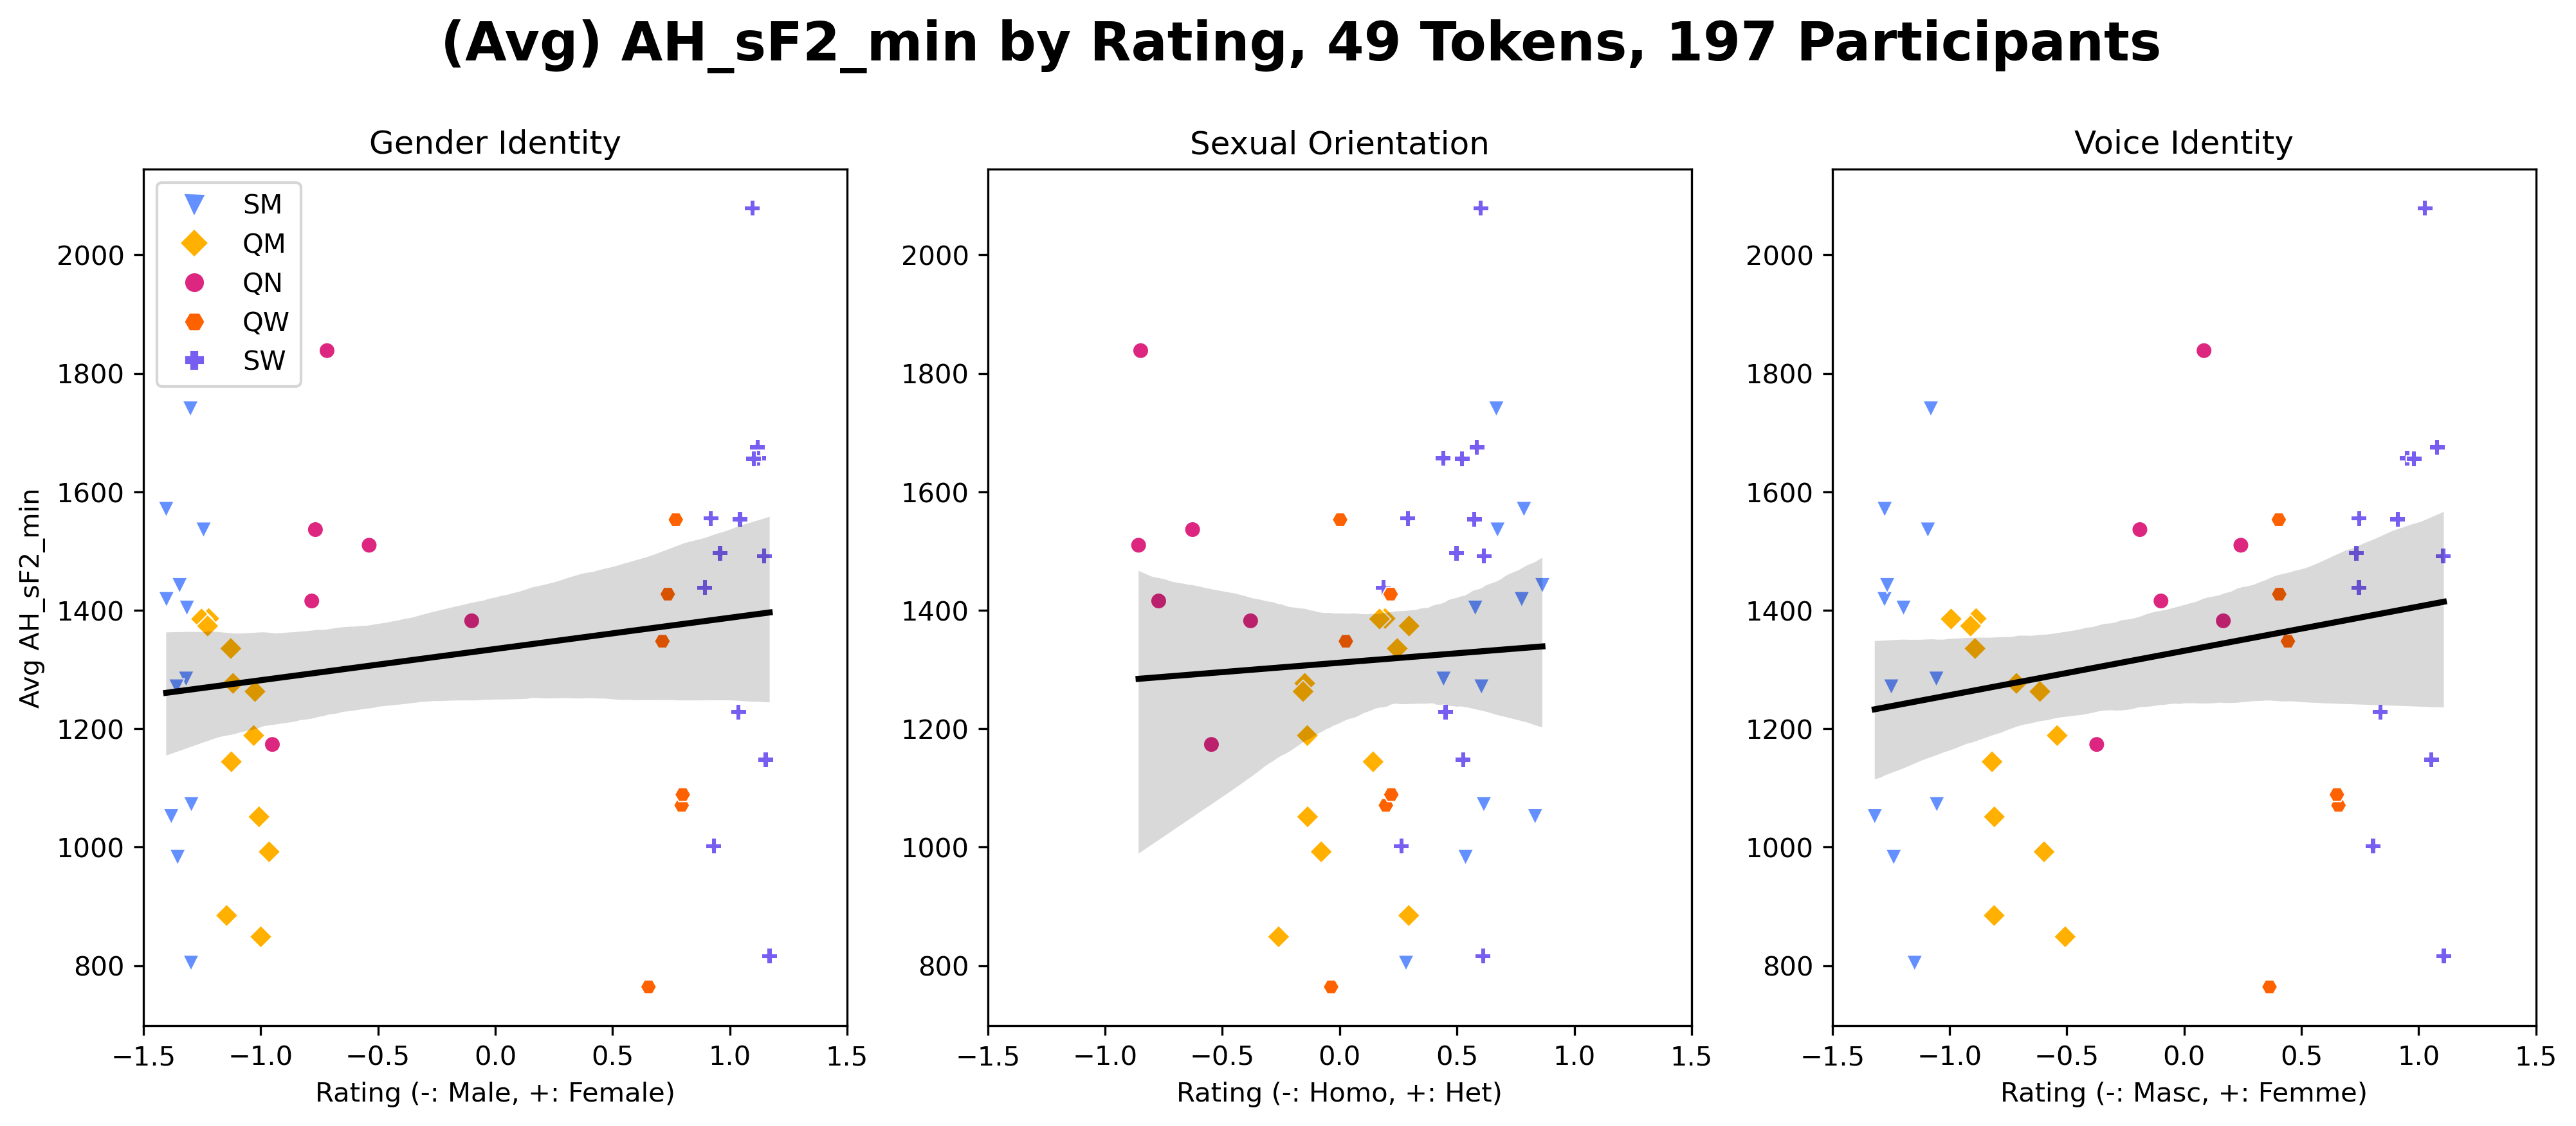 (Avg) AH_sF2_min by Rating, 49 Tokens, 197 Participants
Gender Identity
SM
QM
QN
QW
SW
2000
1800
1600
1400
1200
1000
800
Avg AH_sF2_min
−1.5 −1.0 −0.5 0.0 0.5 1.0 1.5
Rating (-: Male, +: Female)
Sexual Orientation
2000
1800
1600
1400
1200
1000
800
−1.5 −1.0 −0.5 0.0 0.5 1.0 1.5
Rating (-: Homo, +: Het)
Voice Identity
2000
1800
1600
1400
1200
1000
800
−1.5 −1.0 −0.5 0.0 0.5 1.0 1.5
Rating (-: Masc, +: Femme)